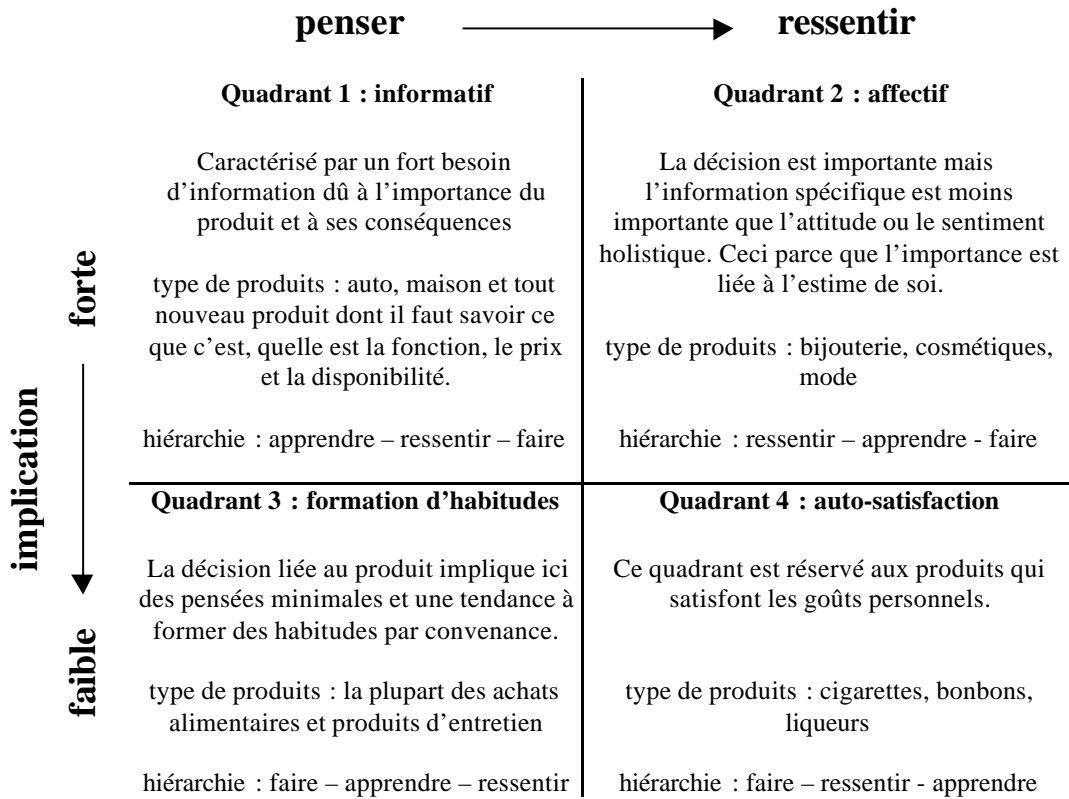 penser
ressentir
implication
forte
faible
Quadrant 1 : informatif
Caractérisé par un fort besoin
d’information dû à l’importance du
produit et à ses conséquences
type de produits : auto, maison et tout
nouveau produit dont il faut savoir ce
que c’est, quelle est la fonction, le prix
et la disponibilité.
hiérarchie : apprendre – ressentir – faire
Quadrant 2 : affectif
La décision est importante mais
l’information spécifique est moins
importante que l’attitude ou le sentiment
holistique. Ceci parce que l’importance est
liée à l’estime de soi.
type de produits : bijouterie, cosmétiques,
mode
hiérarchie : ressentir – apprendre - faire
Quadrant 3 : formation d’habitudes
La décision liée au produit implique ici
des pensées minimales et une tendance à
former des habitudes par convenance.
type de produits : la plupart des achats
alimentaires et produits d’entretien
hiérarchie : faire – apprendre – ressentir
Quadrant 4 : auto-satisfaction
Ce quadrant est réservé aux produits qui
satisfont les goûts personnels.
type de produits : cigarettes, bonbons,
liqueurs
hiérarchie : faire – ressentir - apprendre